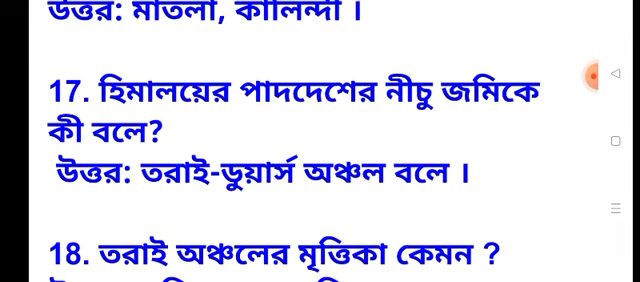 উত্তর: মাতলা, কালিন্দী ।
17. হিমালয়ের পাদদেশের নীচু জমিকে
কী বলে?
উত্তর: তরাই-ডুয়ার্স অঞ্চল বলে ।
18. তরাই অঞ্চলের মৃত্তিকা কেমন ?